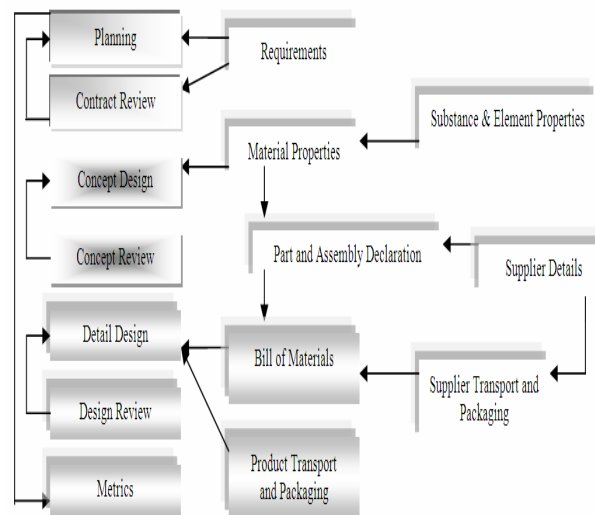 Planning
Requirements
Contract Review
Substance & Element Properties
Material Properties
Concept Design
Part and Assembly Declaration
Concept Review
Supplier Details
Detail Design
Bill of Materials
Supplier Transport and
Packaging
Design Review
Product Transport
and Packaging
Metrics